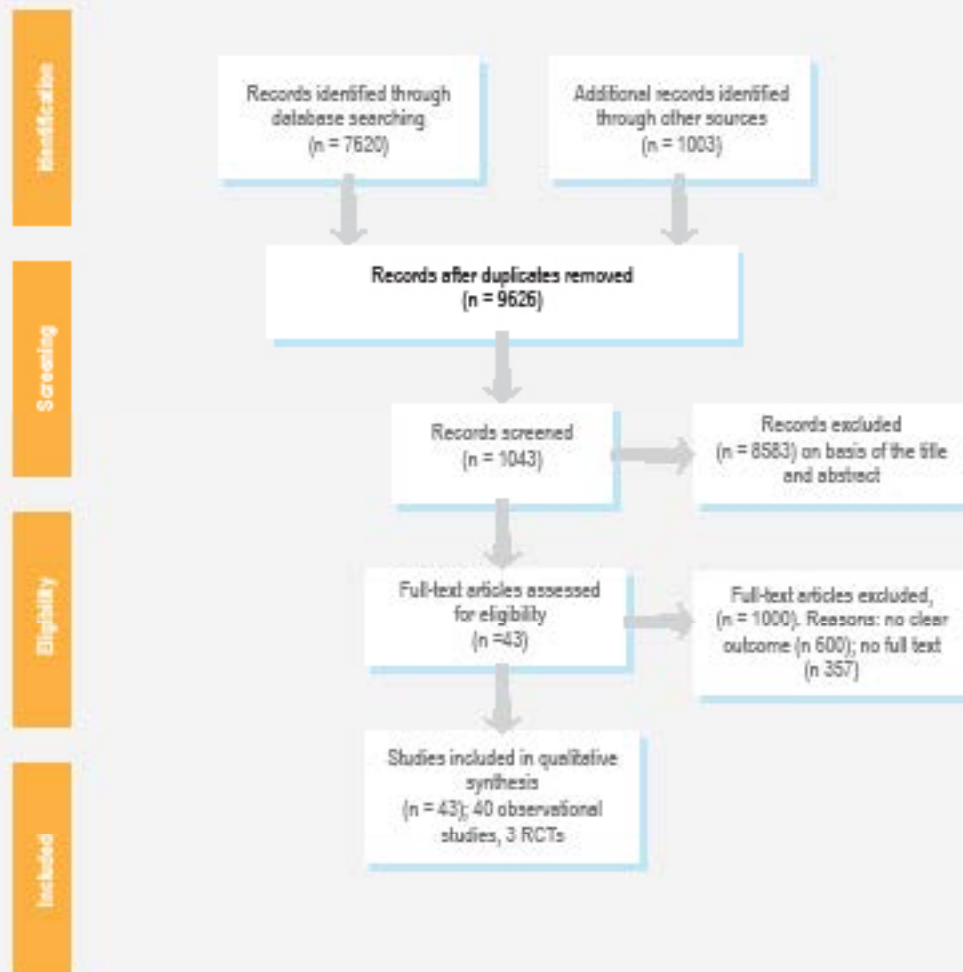 Identification
Records identified through
database searching
(n = 7620)
Additional records identified
through other sources
(n = 1003)
Records after duplicates removed
(n = 9626)
Screening
Records screened
(n = 1043)
Records excluded
(n = 8583) on basis of the title
and abstract
Eligibility
Full-text articles assessed
for eligibility
(n =43)
Full-text articles excluded,
(n = 1000). Reasons: no clear
outcome (n 600); no full text
(n 357)
Included
Studies included in qualitative
synthesis
(n = 43); 40 observational
studies, 3 RCTs